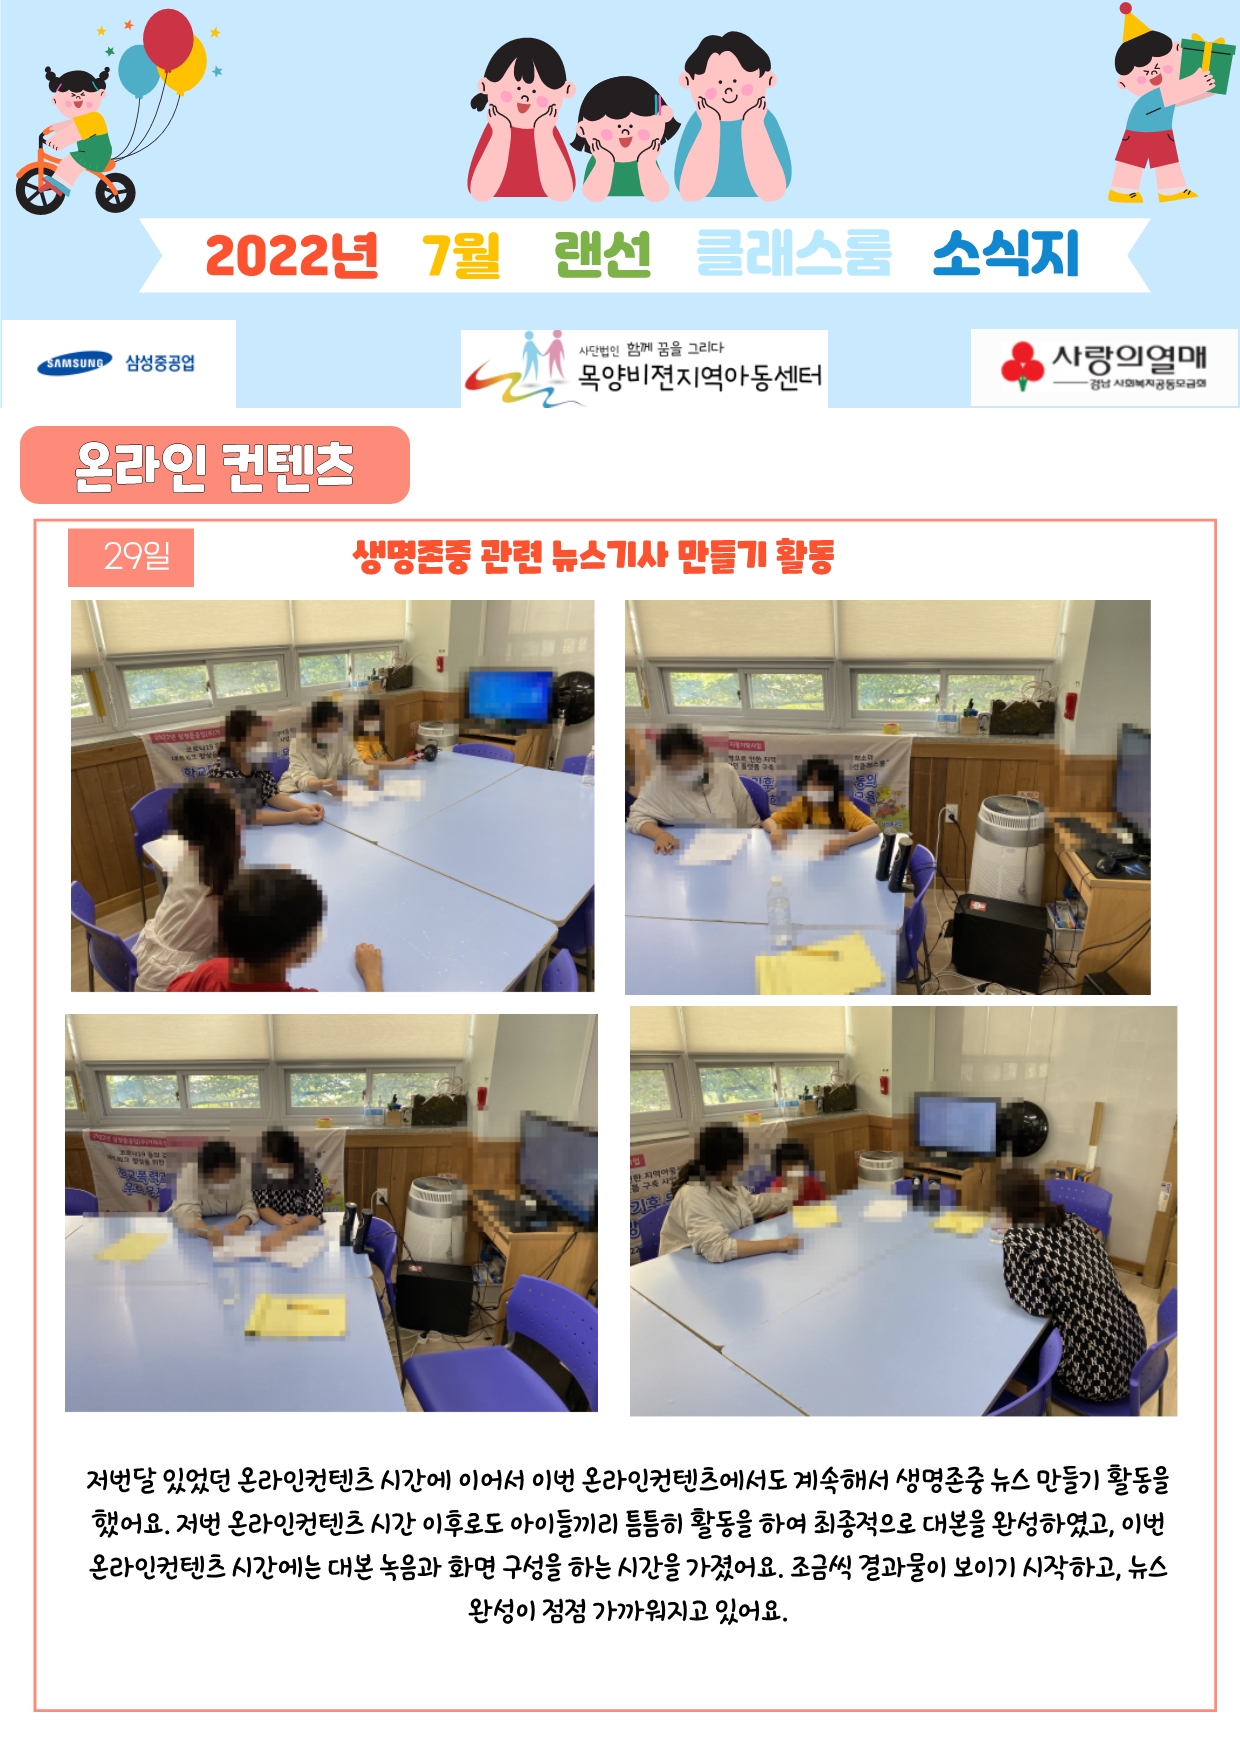 2022년 7월 랜선 클래스룸 소식지
SAMSUNG 삼성중공업
사단법인 함께 꿈을 그리다
목양비젼지역아동센터
사랑의열매
경남 사회복지공동모금회
온라인 컨텐츠
29일
생명존중 관련 뉴스기사 만들기 활동
저번달 있었던 온라인컨텐츠 시간에 이어서 이번 온라인컨텐츠에서도 계속해서 생명존중 뉴스 만들기 활동을
했어요. 저번 온라인컨텐츠 시간 이후로도 아이들끼리 틈틈히 활동을 하여 최종적으로 대본을 완성하였고, 이번
온라인컨텐츠 시간에는 대본 녹음과 화면 구성을 하는 시간을 가졌어요. 조금씩 결과물이 보이기 시작하고, 뉴스
완성이 점점 가까워지고 있어요.